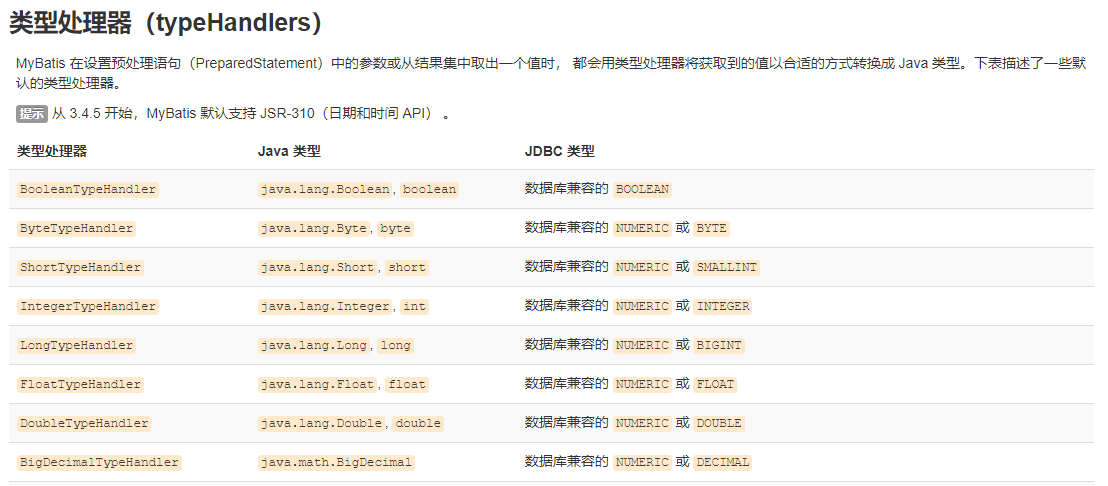 类型处理器（typeHandlers）
MyBatis 在设置预处理语句（PreparedStatement）中的参数或从结果集中取出一个值时， 都会用类型处理器将获取到的值以合适的方式转换成 Java 类型。下表描述了一些默
认的类型处理器。
提示 从 3.4.5 开始，MyBatis 默认支持 JSR-310（日期和时间 API） 。
类型处理器 Java 类型 JDBC 类型
BooleanTypeHandler java.lang.Boolean, boolean 数据库兼容的 BOOLEAN
ByteTypeHandler java.lang.Byte, byte 数据库兼容的 NUMERIC 或 BYTE
ShortTypeHandler java.lang.Short, short 数据库兼容的 NUMERIC 或 SMALLINT
IntegerTypeHandler java.lang.Integer, int 数据库兼容的 NUMERIC 或 INTEGER
LongTypeHandler java.lang.Long, long 数据库兼容的 NUMERIC 或 BIGINT
FloatTypeHandler java.lang.Float, float 数据库兼容的 NUMERIC 或 FLOAT
DoubleTypeHandler java.lang.Double, double 数据库兼容的 NUMERIC 或 DOUBLE
BigDecimalTypeHandler java.math.BigDecimal 数据库兼容的 NUMERIC 或 DECIMAL